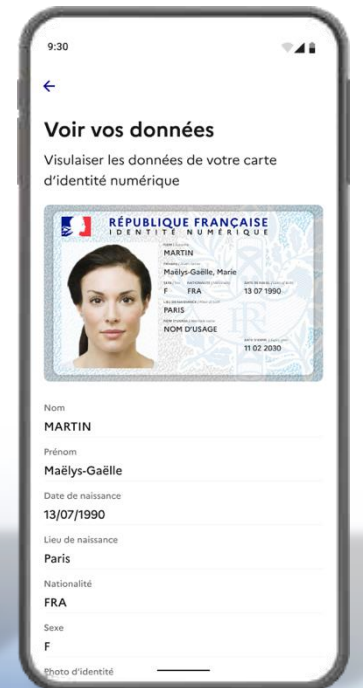 9:30
Voir vos données
Visulaiser les données de votre carte
d'identité numérique
RÉPUBLIQUE FRANÇAISE
IDENTITÉ NUMÉRIQUE
MARTIN
Maëlys-Gaëlle, Marie
F FRA 13 07 1990
PARIS
NOM D'USAGE
11 02 2030
Nom
MARTIN
Prénom
Maëlys-Gaëlle
Date de naissance
13/07/1990
Lieu de naissance
Paris
Nationalité
FRA
Sexe
F
Photo d'identité